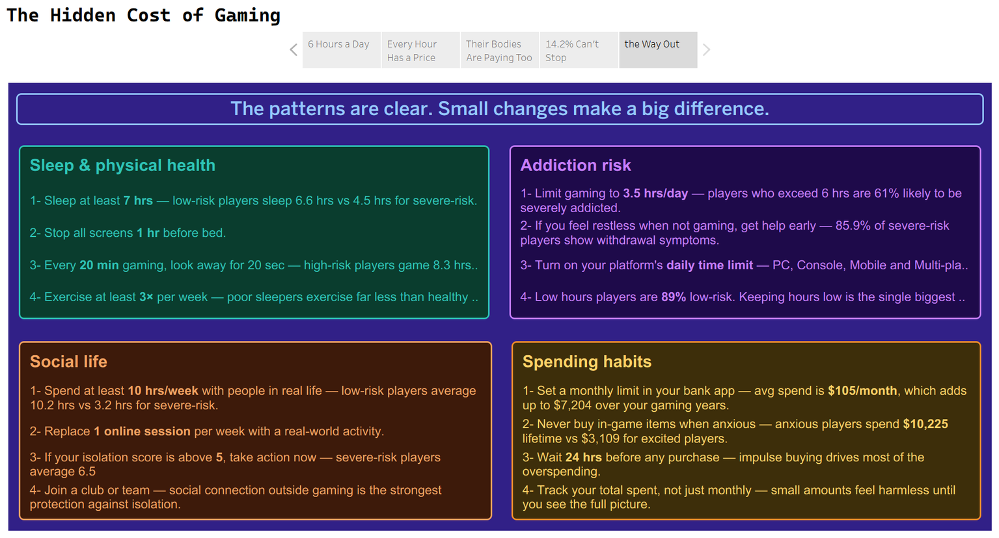 The Hidden Cost of Gaming
6 Hours a Day
Every Hour
Has a Price
Their Bodies
Are Paying Too
14.2% Can't
Stop
the Way Out
The patterns are clear. Small changes make a big difference.
Sleep & physical health
1- Sleep at least 7 hrs — low-risk players sleep 6.6 hrs vs 4.5 hrs for severe-risk.
2- Stop all screens 1 hr before bed.
3- Every 20 min gaming, look away for 20 sec — high-risk players game 8.3 hrs..
4- Exercise at least 3× per week — poor sleepers exercise far less than healthy ..
Addiction risk
1- Limit gaming to 3.5 hrs/day — players who exceed 6 hrs are 61% likely to be
severely addicted.
2- If you feel restless when not gaming, get help early — 85.9% of severe-risk
players show withdrawal symptoms.
3- Turn on your platform's daily time limit — PC, Console, Mobile and Multi-pla..
4- Low hours players are 89% low-risk. Keeping hours low is the single biggest ..
Social life
1- Spend at least 10 hrs/week with people in real life — low-risk players average
10.2 hrs vs 3.2 hrs for severe-risk.
2- Replace 1 online session per week with a real-world activity.
3- If your isolation score is above 5, take action now — severe-risk players
average 6.5
4- Join a club or team — social connection outside gaming is the strongest
protection against isolation.
Spending habits
1- Set a monthly limit in your bank app — avg spend is $105/month, which adds
up to $7,204 over your gaming years.
2- Never buy in-game items when anxious — anxious players spend $10,225
lifetime vs $3,109 for excited players.
3- Wait 24 hrs before any purchase — impulse buying drives most of the
overspending.
4- Track your total spent, not just monthly — small amounts feel harmless until
you see the full picture.